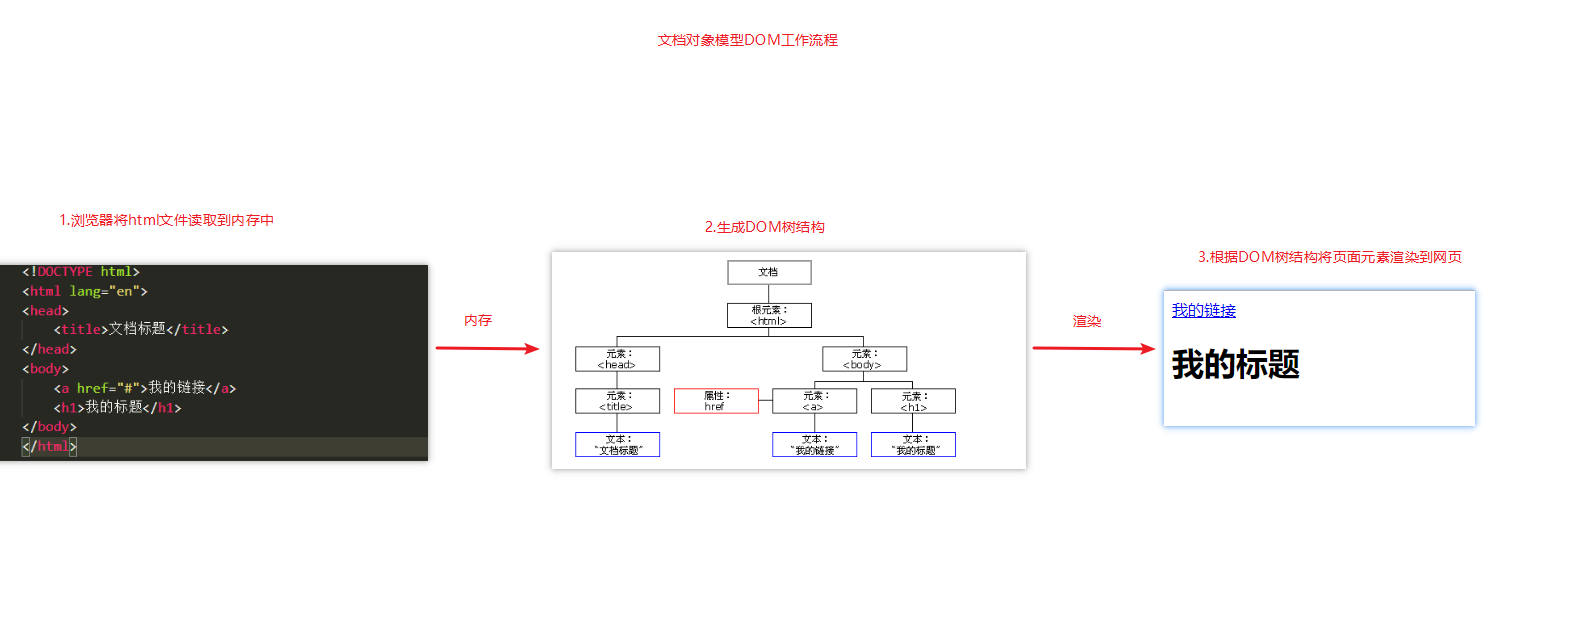 文档对象模型DOM工作流程
1.浏览器将html文件读取到内存中
<!DOCTYPE html>
<html lang="en">
<head>
    <title>文档标题</title>
</head>
<body>
    <a href="#">我的链接</a>
    <h1>我的标题</h1>
</body>
</html>
内存
2.生成DOM树结构
文档
根元素：
<html>
元素：
<head>
元素：
<body>
元素：
<title>
属性：
href
元素：
<a>
元素：
<h1>
文本：
“文档标题”
文本：
“我的链接”
文本：
“我的标题”
渲染
3.根据DOM树结构将页面元素渲染到网页
我的链接
我的标题